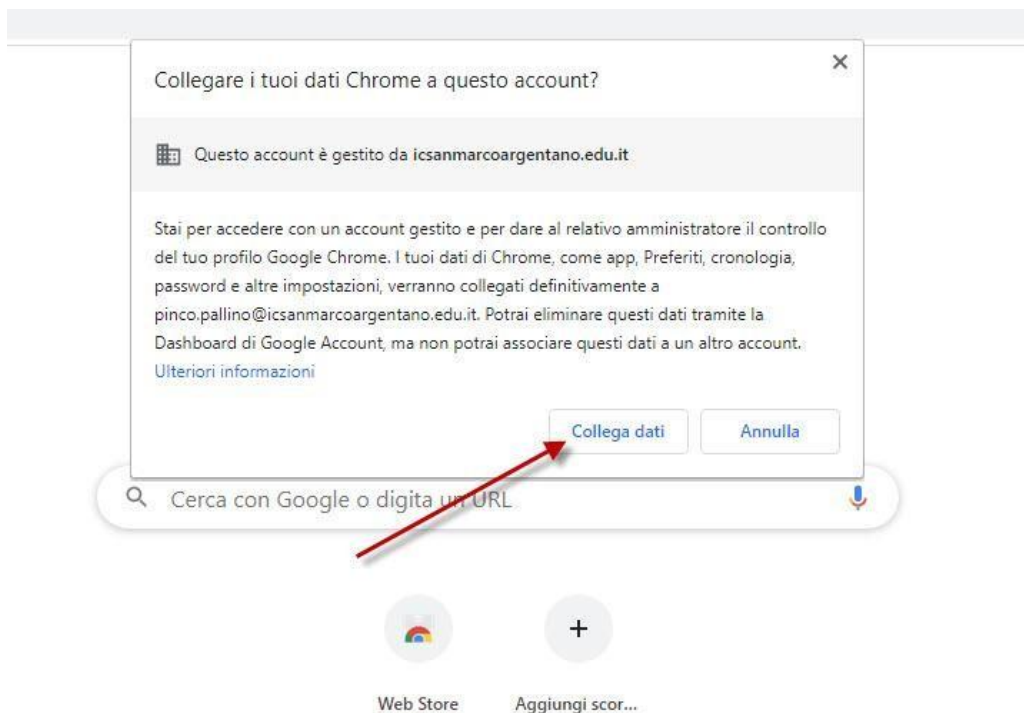 Collegare i tuoi dati Chrome a questo account?
Questo account è gestito da icsanmarcoargentano.edu.it
Stai per accedere con un account gestito e per dare al relativo amministratore il controllo
del tuo profilo Google Chrome. I tuoi dati di Chrome, come app, Preferiti, cronologia,
password e altre impostazioni, verranno collegati definitivamente a
pinco.pallino@icsanmarcoargentano.edu.it. Potrai eliminare questi dati tramite la
Dashboard di Google Account, ma non potrai associare questi dati a un altro account.
Ulteriori informazioni
Collega dati Annulla
Cerca con Google o digita un URL
Web Store Aggiungi scor...